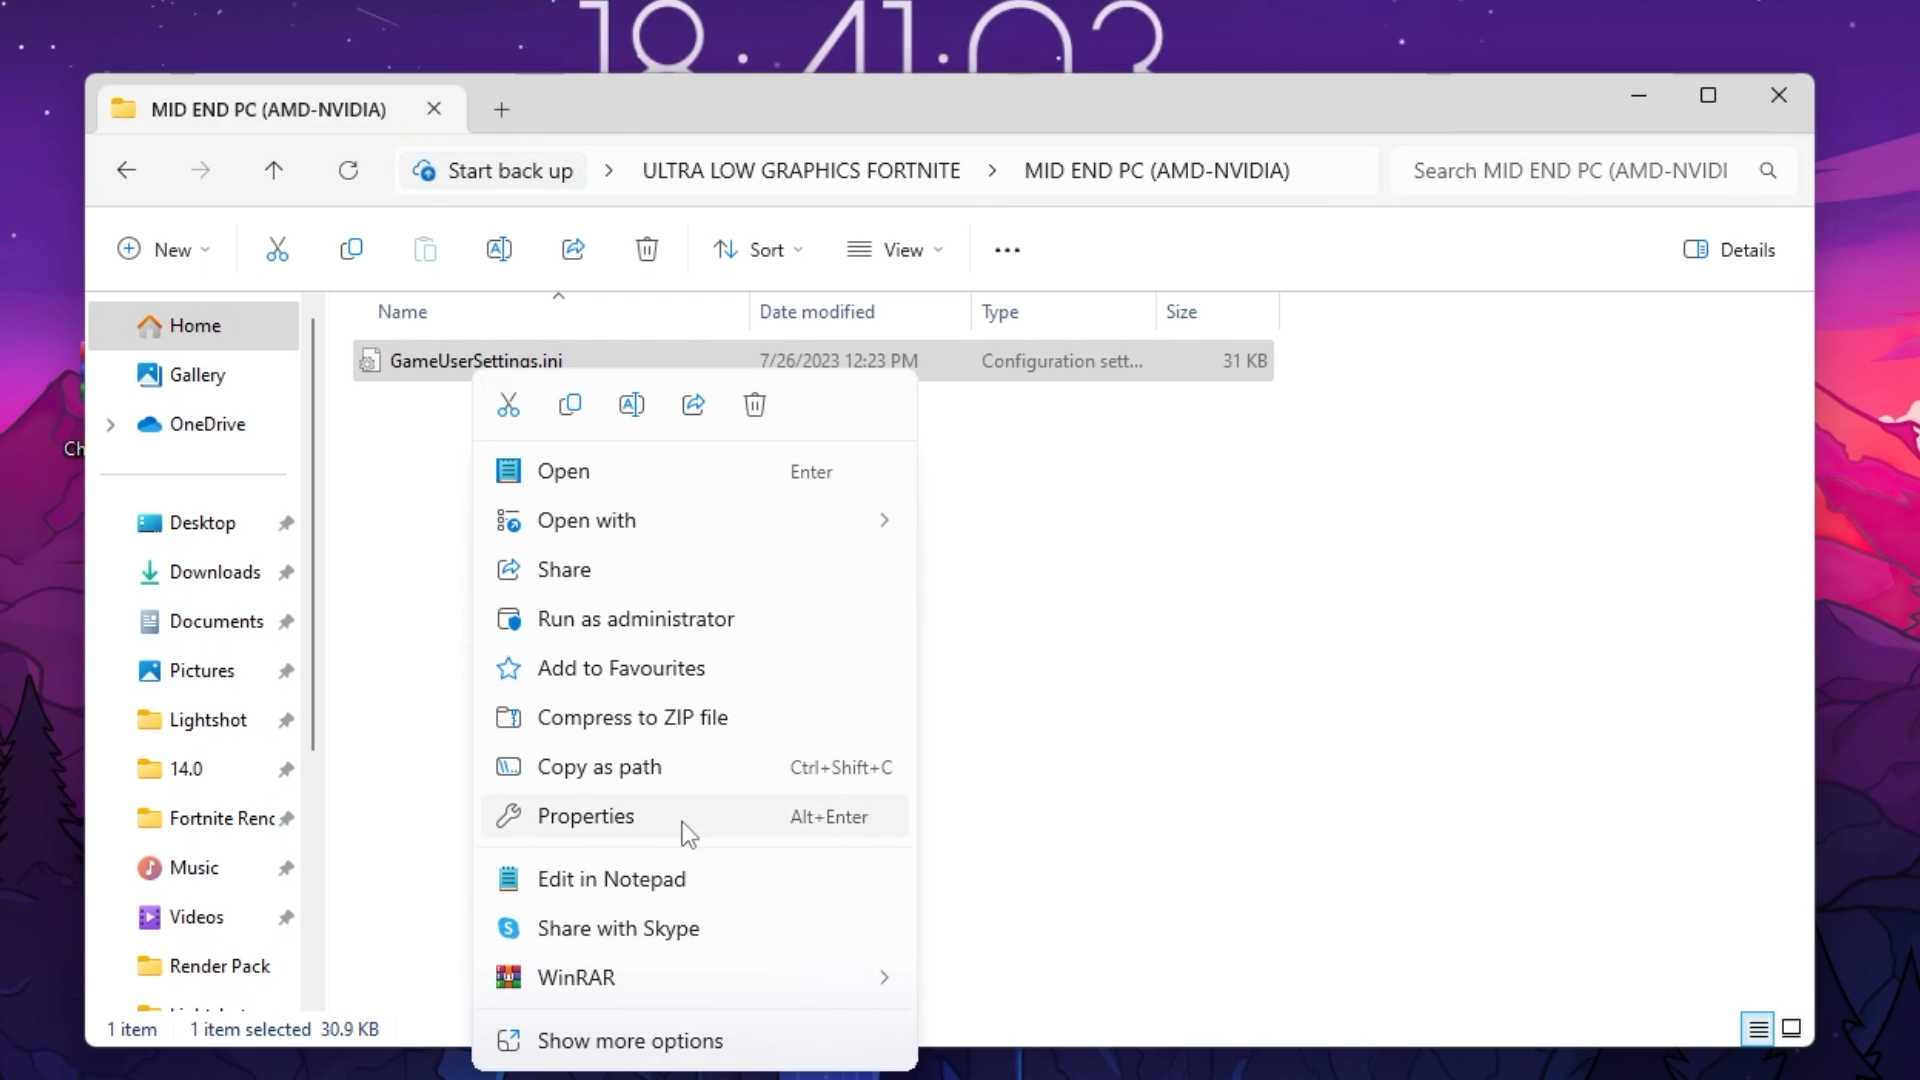 18:41:03
MID END PC (AMD-NVIDIA)
Start back up > ULTRA LOW GRAPHICS FORTNITE > MID END PC (AMD-NVIDIA)
Search MID END PC (AMD-NVIDI
New
Sort
View
Details
Name
Date modified
Type
Size
GameUserSettings.ini
7/26/2023 12:23 PM
Configuration sett...
31 KB
Home
Gallery
OneDrive
Desktop
Downloads
Documents
Pictures
Lightshot
14.0
Fortnite Renc
Music
Videos
Render Pack
Ch
Open
Enter
Open with
Share
Run as administrator
Add to Favourites
Compress to ZIP file
Copy as path
Ctrl+Shift+C
Properties
Alt+Enter
Edit in Notepad
Share with Skype
WinRAR
Show more options
1 item
1 item selected 30.9 KB